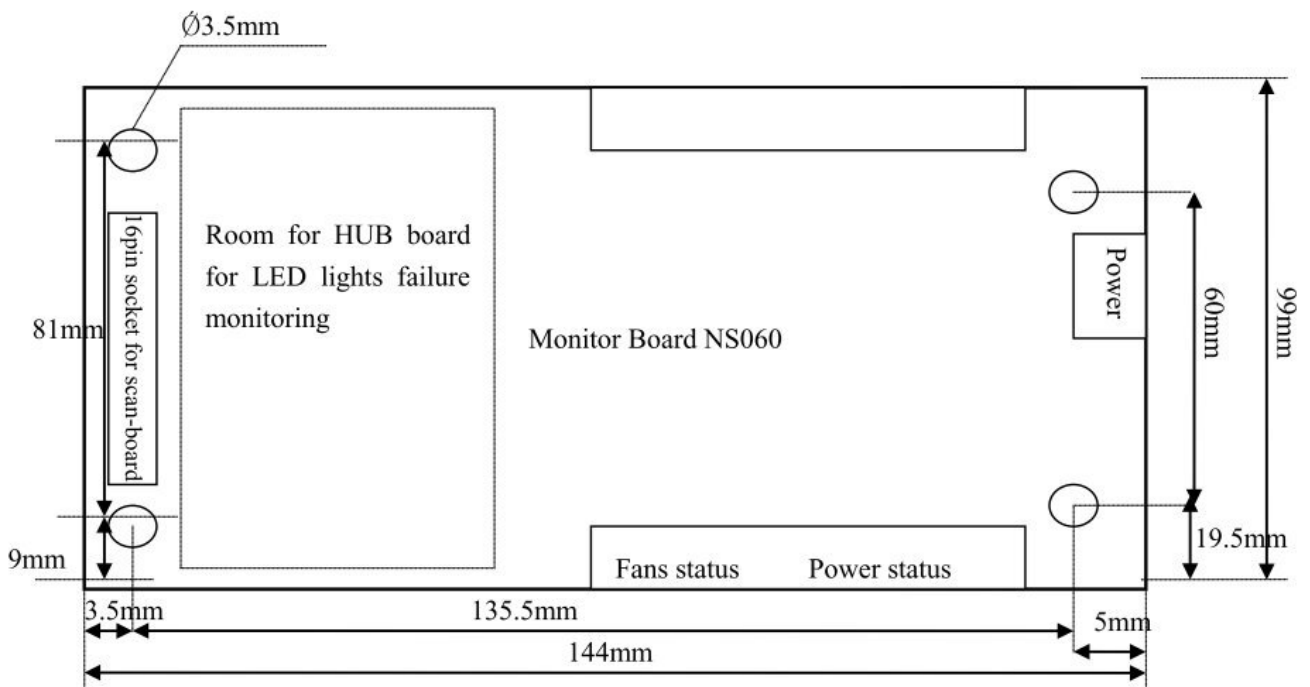 Ø3.5mm
Room for HUB board
for LED lights failure
monitoring
16pin socket for scan-board
Power
81mm
Monitor Board NS060
60mm
99mm
9mm
19.5mm
Fans status
Power status
3.5mm
135.5mm
5mm
144mm